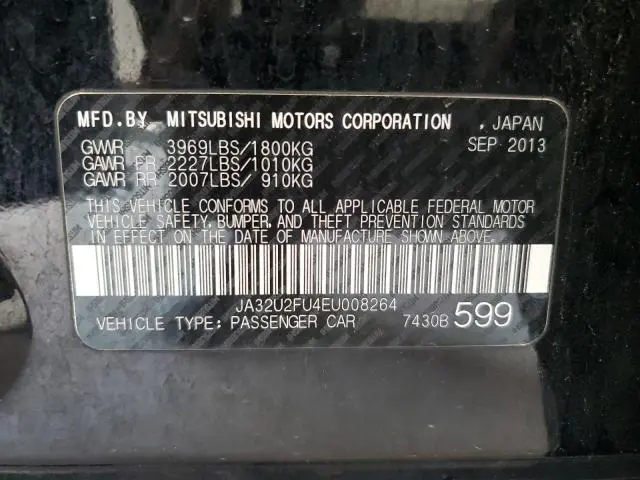 MFD.BY MITSUBISHI MOTORS CORPORATION , JAPAN
GVWR 3969LBS/1800KG SEP 2013
GAWR FR 2227LBS/1010KG
GAWR RR 2007LBS/ 910KG
THIS VEHICLE CONFORMS TO ALL APPLICABLE FEDERAL MOTOR
VEHICLE SAFETY, BUMPER, AND THEFT PREVENTION STANDARDS
IN EFFECT ON THE DATE OF MANUFACTURE SHOWN ABOVE.
JA32U2FU4EU008264
VEHICLE TYPE: PASSENGER CAR 7430B 599